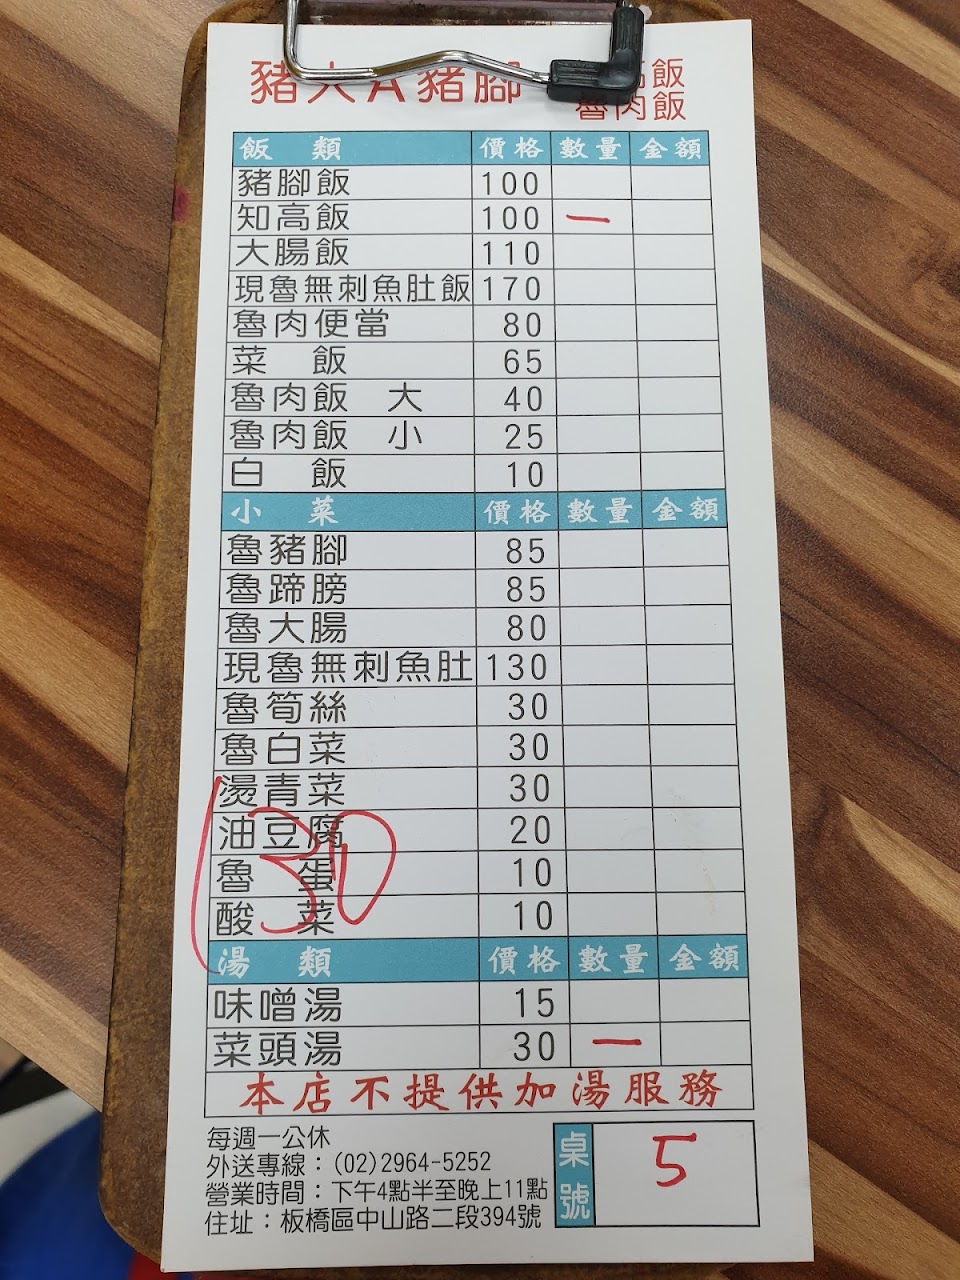 豬大A豬腳
高飯
魯肉飯
飯 類 價格 數量 金額
豬腳飯 100
知高飯 100 一
大腸飯 110
現魯無刺魚肚飯 170
魯肉便當 80
菜 飯 65
魯肉飯 大 40
魯肉飯 小 25
白 飯 10
小 菜 價格 數量 金額
魯豬腳 85
魯蹄膀 85
魯大腸 80
現魯無刺魚肚 130
魯筍絲 30
魯白菜 30
燙青菜 30
油豆腐 20
魯 蛋 10
酸 菜 10
130
湯 類 價格 數量 金額
味噌湯 15
菜頭湯 30 一
本店不提供加湯服務
每週一公休
外送專線：(02)2964-5252
營業時間：下午4點半至晚上11點
住址：板橋區中山路二段394號
桌號 5